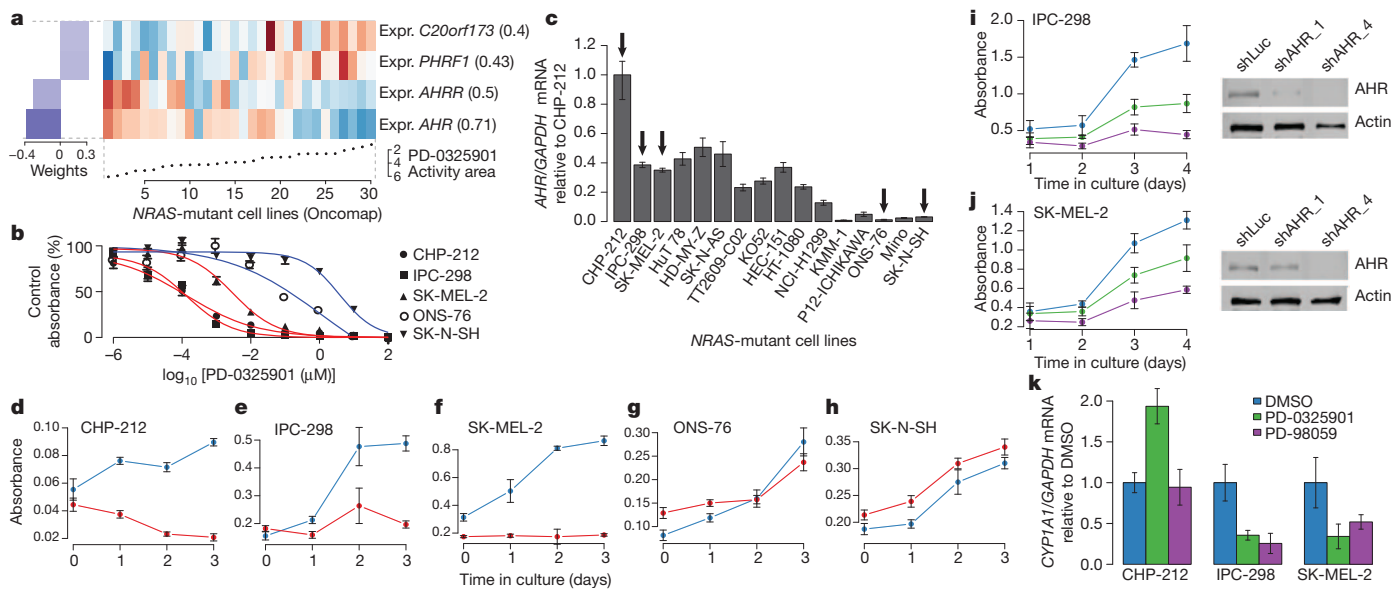 a
Expr. C20orf173 (0.4)
Expr. PHRF1 (0.43)
Expr. AHRR (0.5)
Expr. AHR (0.71)
−0.4 0 0.3
Weights
2
4
6
PD-0325901
Activity area
5 10 15 20 25 30
NRAS-mutant cell lines (Oncomap)
b
Control
absorbance (%)
100
50
0
−6 −4 −2 0 2
log10 [PD-0325901 (μM)]
CHP-212
IPC-298
SK-MEL-2
ONS-76
SK-N-SH
c
AHR/GAPDH mRNA
relative to CHP-212
1.2
1.0
0.8
0.6
0.4
0.2
0.0
CHP-212
IPC-298
SK-MEL-2
HuT 78
HD-MY-Z
SK-N-AS
TT2609-C02
KO52
HEC-151
HT-1080
NCI-H1299
KMM-1
P12-ICHIKAWA
ONS-76
Mino
SK-N-SH
NRAS-mutant cell lines
d
CHP-212
Absorbance
0.10
0.08
0.06
0.04
0.02
0 1 2 3
e
IPC-298
0.5
0.4
0.3
0.2
0 1 2 3
f
SK-MEL-2
0.8
0.6
0.4
0.2
0 1 2 3
Time in culture (days)
g
ONS-76
0.30
0.25
0.20
0.15
0.10
0 1 2 3
h
SK-N-SH
0.35
0.30
0.25
0.20
0 1 2 3
i
IPC-298
Absorbance
1.5
1.0
0.5
1 2 3 4
Time in culture (days)
shLuc
shAHR_1
shAHR_4
AHR
Actin
j
SK-MEL-2
Absorbance
1.4
1.2
1.0
0.8
0.6
0.4
0.2
1 2 3 4
Time in culture (days)
shLuc
shAHR_1
shAHR_4
AHR
Actin
k
CYP1A1/GAPDH mRNA
relative to DMSO
2.0
1.5
1.0
0.5
0.0
DMSO
PD-0325901
PD-98059
CHP-212 IPC-298 SK-MEL-2